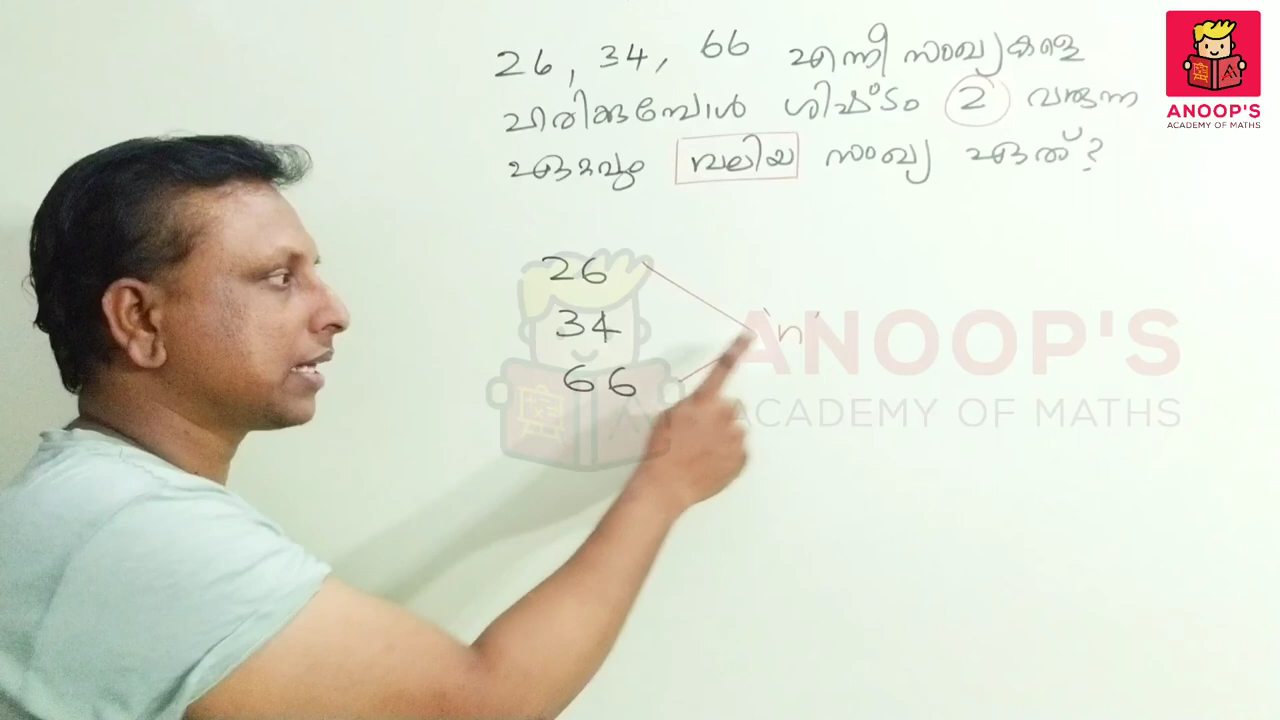 26, 34, 66 എന്നീ സംഖ്യകളെ
ഹരിക്കുമ്പോൾ ശിഷ്ടം 2 വരുന്ന
ഏറ്റവും വലിയ സംഖ്യ ഏത്?
26
34
66
'n'
ANOOP'S
ACADEMY OF MATHS
ANOOP'S
ACADEMY OF MATHS